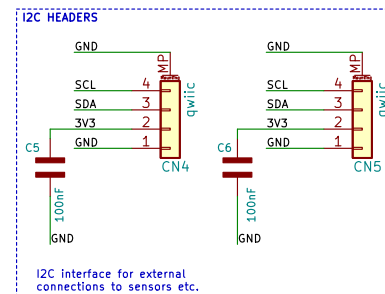 I2C HEADERS
GND
GND
MP
MP
SCL
4
SCL
4
SDA
3
SDA
3
qwiic
qwiic
3V3
2
3V3
2
C5
GND
1
C6
GND
1
CN4
CN5
100nF
100nF
GND
GND
I2C interface for external
connections to sensors etc.